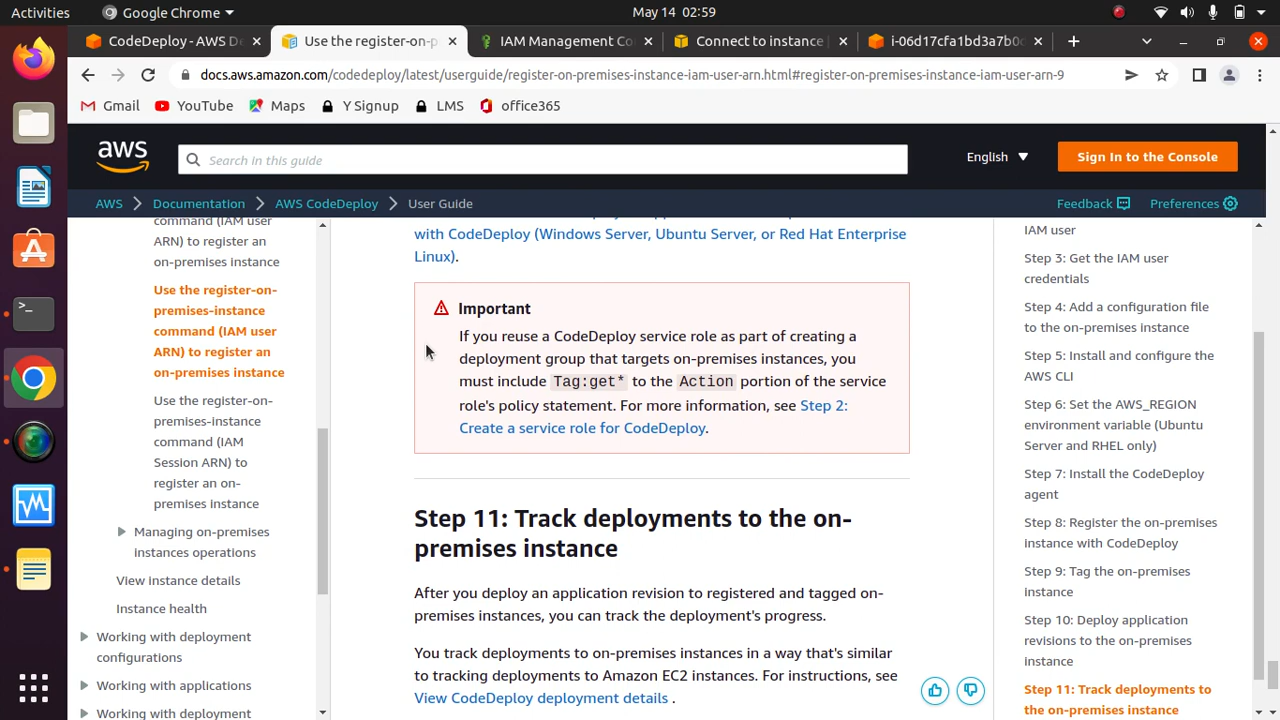 Activities
Google Chrome
May 14 02:59
CodeDeploy - AWS De
Use the register-on-p
IAM Management Co
Connect to instance |
i-06d17cfa1bd3a7b0
docs.aws.amazon.com/codedeploy/latest/userguide/register-on-premises-instance-iam-user-arn.html#register-on-premises-instance-iam-user-arn-9
Gmail
YouTube
Maps
Y Signup
LMS
office365
aws
Search in this guide
English
Sign In to the Console
AWS
Documentation
AWS CodeDeploy
User Guide
Feedback
Preferences
command (IAM user
ARN) to register an
on-premises instance
Use the register-on-
premises-instance
command (IAM user
ARN) to register an
on-premises instance
Use the register-on-
premises-instance
command (IAM
Session ARN) to
register an on-
premises instance
Managing on-premises
instances operations
View instance details
Instance health
Working with deployment
configurations
Working with applications
Working with deployment
with CodeDeploy (Windows Server, Ubuntu Server, or Red Hat Enterprise
Linux).
Important
If you reuse a CodeDeploy service role as part of creating a
deployment group that targets on-premises instances, you
must include Tag:get* to the Action portion of the service
role's policy statement. For more information, see Step 2:
Create a service role for CodeDeploy.
Step 11: Track deployments to the on-
premises instance
After you deploy an application revision to registered and tagged on-
premises instances, you can track the deployment's progress.
You track deployments to on-premises instances in a way that's similar
to tracking deployments to Amazon EC2 instances. For instructions, see
View CodeDeploy deployment details .
IAM user
Step 3: Get the IAM user
credentials
Step 4: Add a configuration file
to the on-premises instance
Step 5: Install and configure the
AWS CLI
Step 6: Set the AWS_REGION
environment variable (Ubuntu
Server and RHEL only)
Step 7: Install the CodeDeploy
agent
Step 8: Register the on-premises
instance with CodeDeploy
Step 9: Tag the on-premises
instance
Step 10: Deploy application
revisions to the on-premises
instance
Step 11: Track deployments to
the on-premises instance